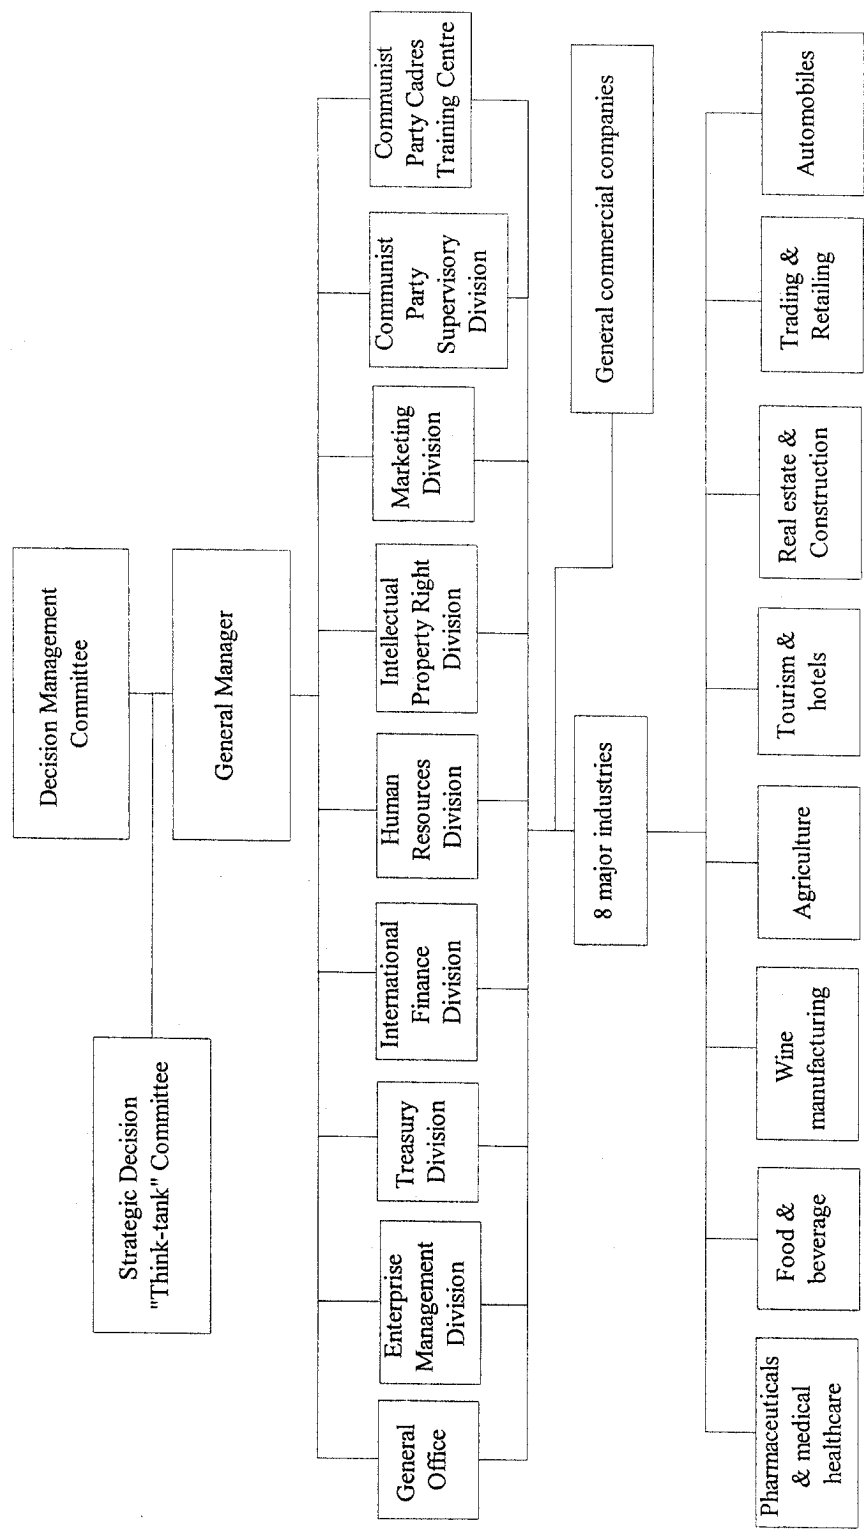 Decision Management
Committee
Strategic Decision
"Think-tank" Committee
General Manager
General
Office
Enterprise
Management
Division
Treasury
Division
International
Finance
Division
Human
Resources
Division
Intellectual
Property Right
Division
Marketing
Division
Communist
Party
Supervisory
Division
Communist
Party Cadres
Training Centre
8 major industries
General commercial companies
Pharmaceuticals
& medical
healthcare
Food &
beverage
Wine
manufacturing
Agriculture
Tourism &
hotels
Real estate &
Construction
Trading &
Retailing
Automobiles